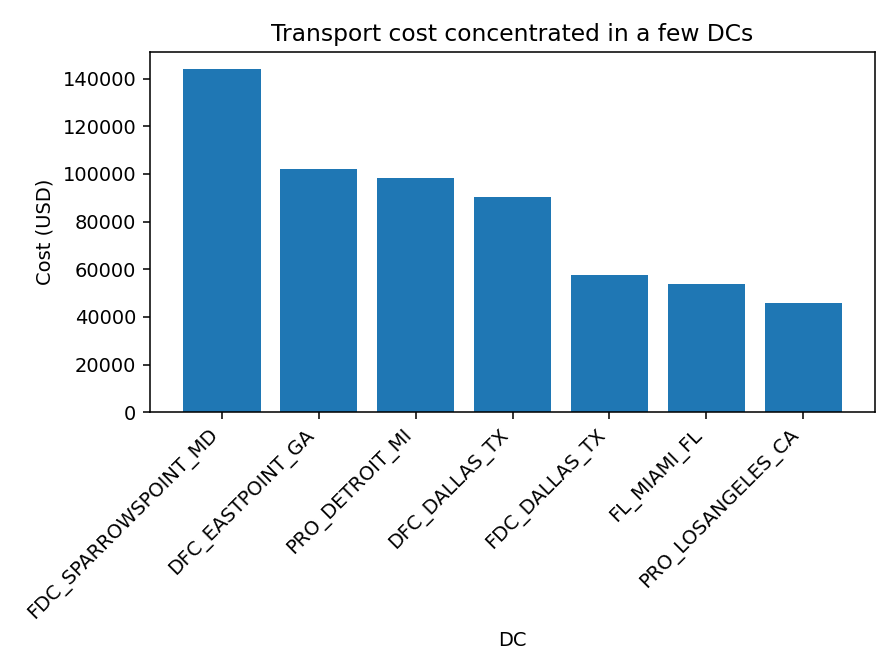 Transport cost concentrated in a few DCs
Cost (USD)
140000
120000
100000
80000
60000
40000
20000
0
FDC_SPARROWSPOINT_MD
DFC_EASTPOINT_GA
PRO_DETROIT_MI
DFC_DALLAS_TX
FDC_DALLAS_TX
FL_MIAMI_FL
PRO_LOSANGELES_CA
DC